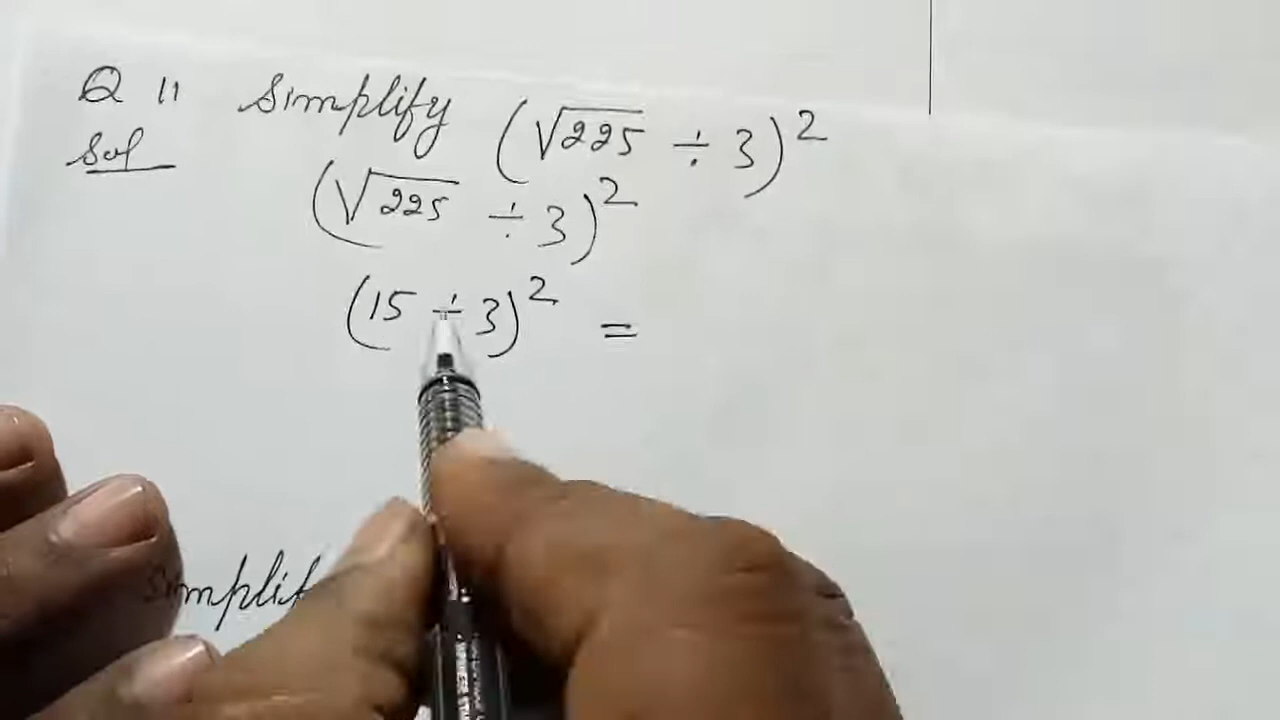 Q 11 Simplify (√225 ÷ 3)²
Sol
(√225 ÷ 3)²
(15 ÷ 3)² =